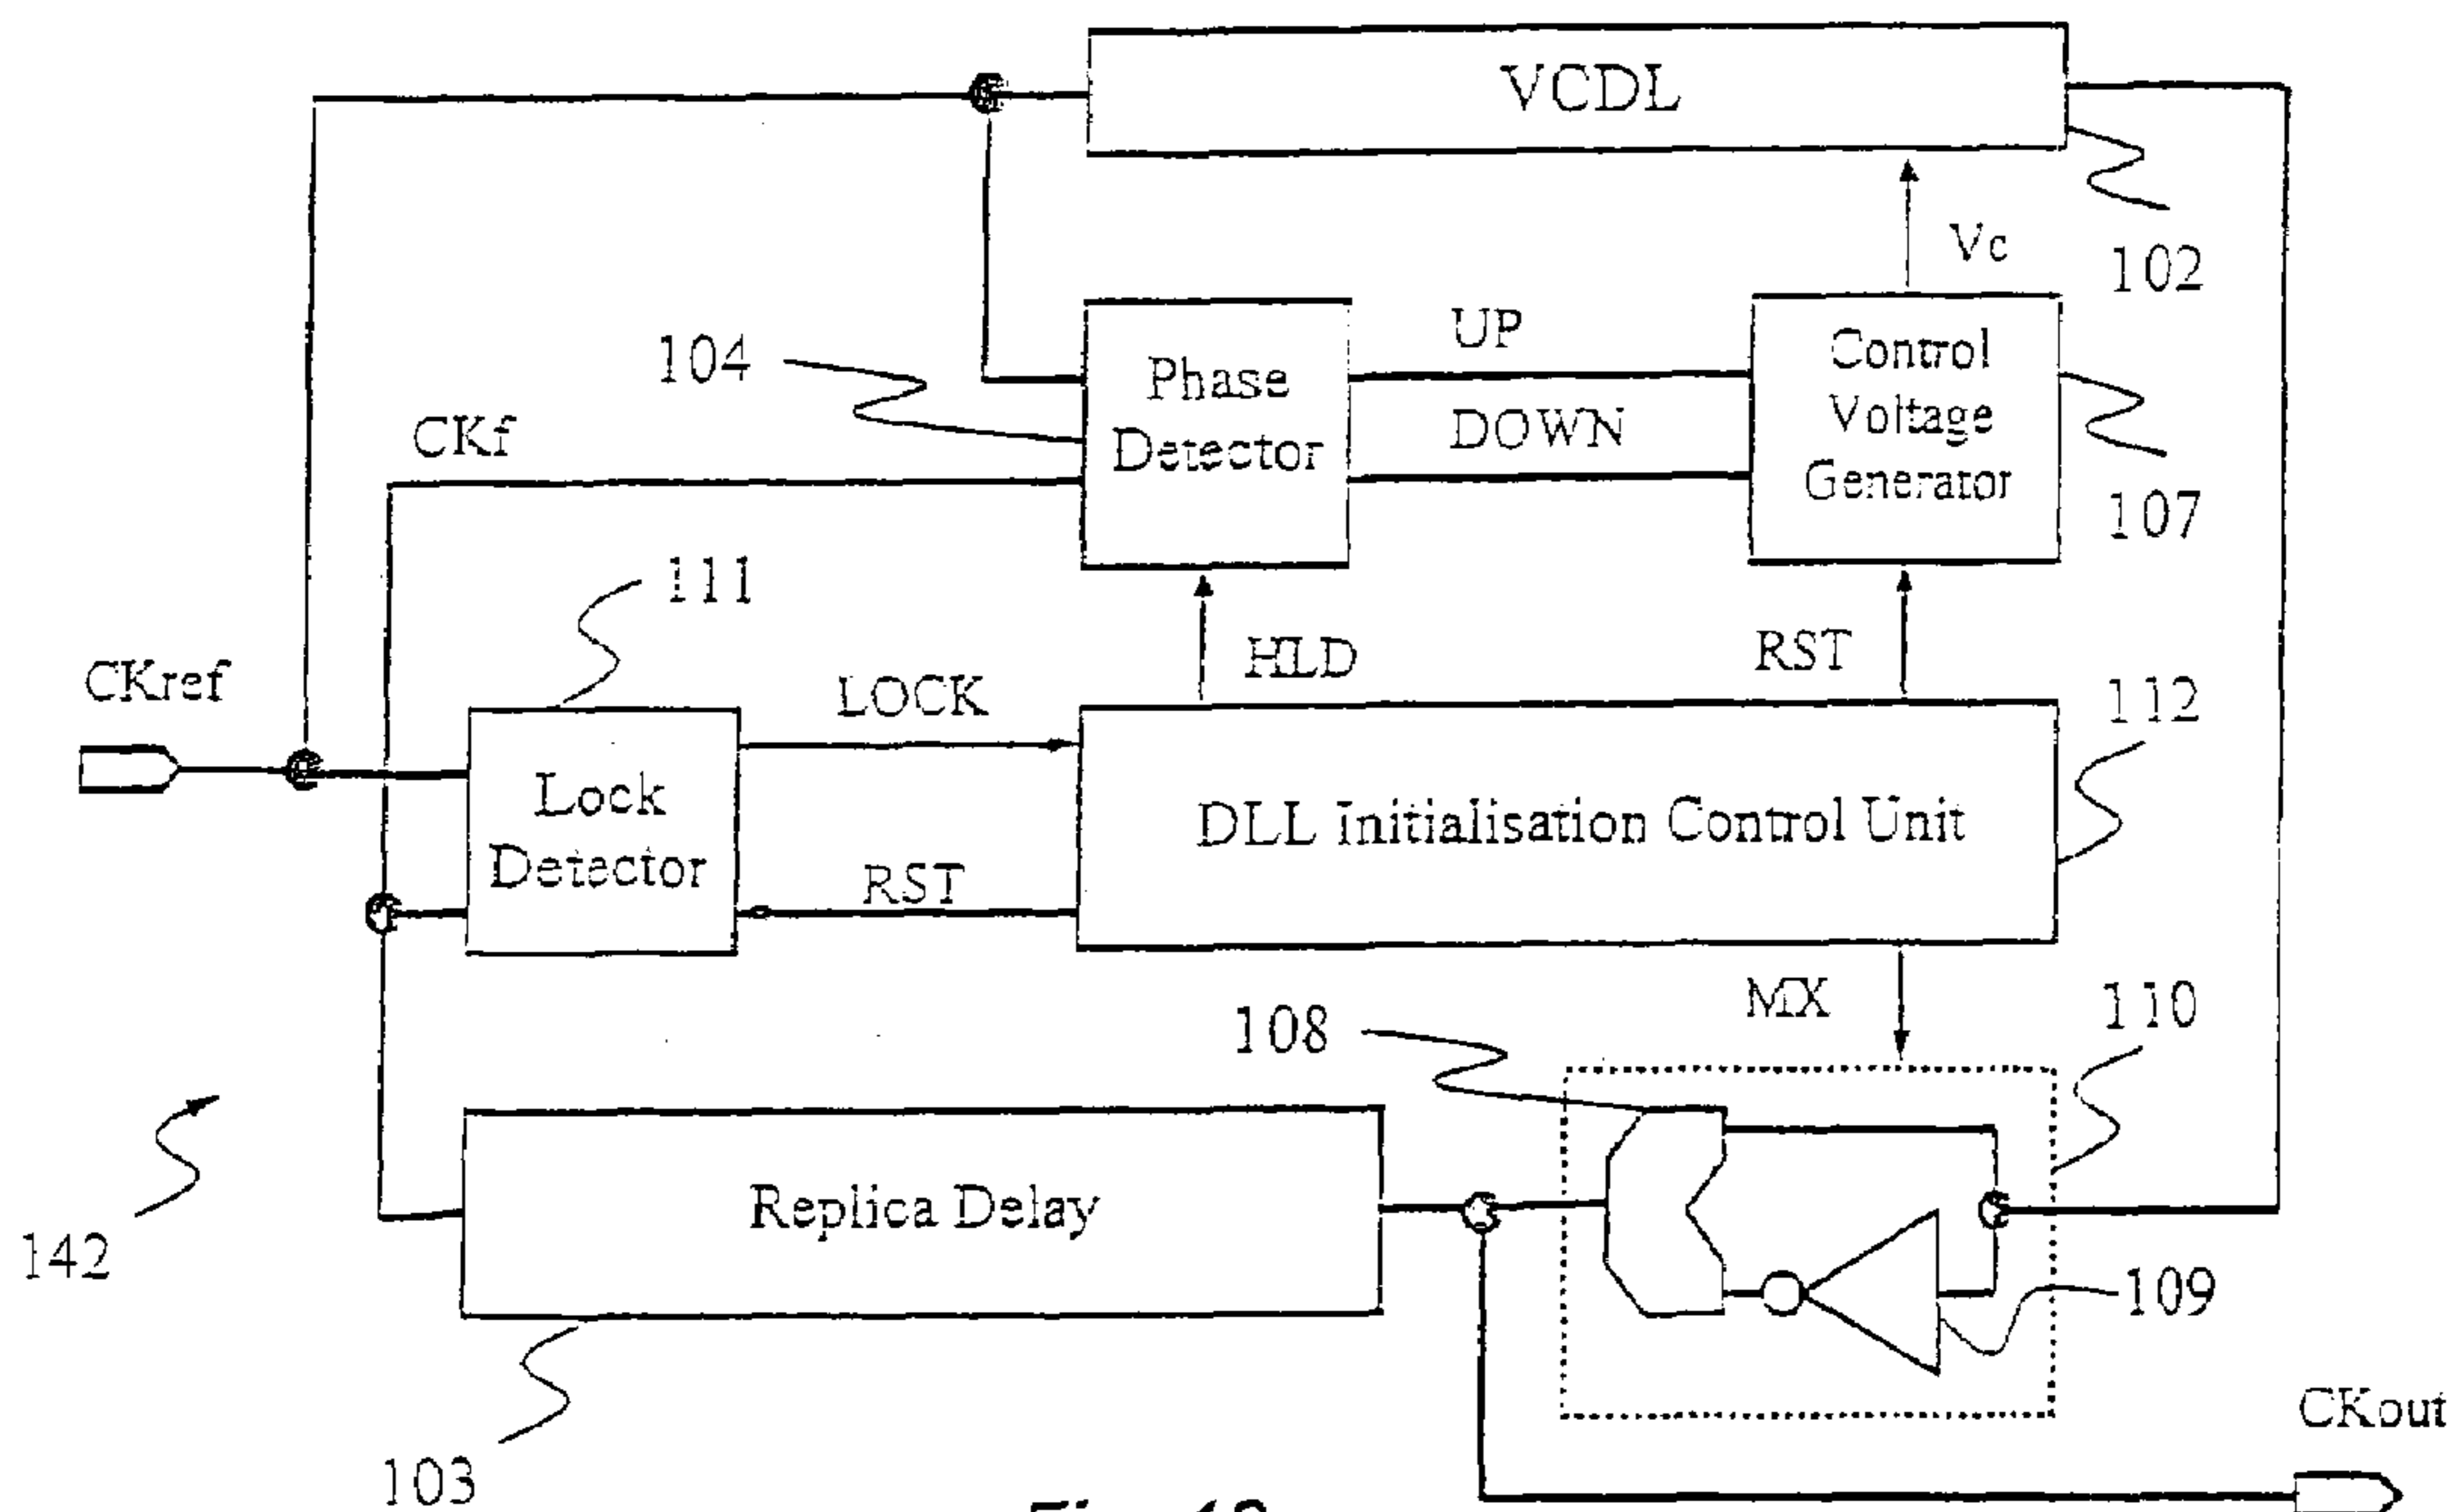 VCDL
Vc
102
104
Phase
Detector
UP
DOWN
Control
Voltage
Generator
107
CKf
111
HLD
RST
CKref
LOCK
112
Lock
Detector
DLL Initialisation Control Unit
RST
MX
110
108
Replica Delay
142
109
CKout
103